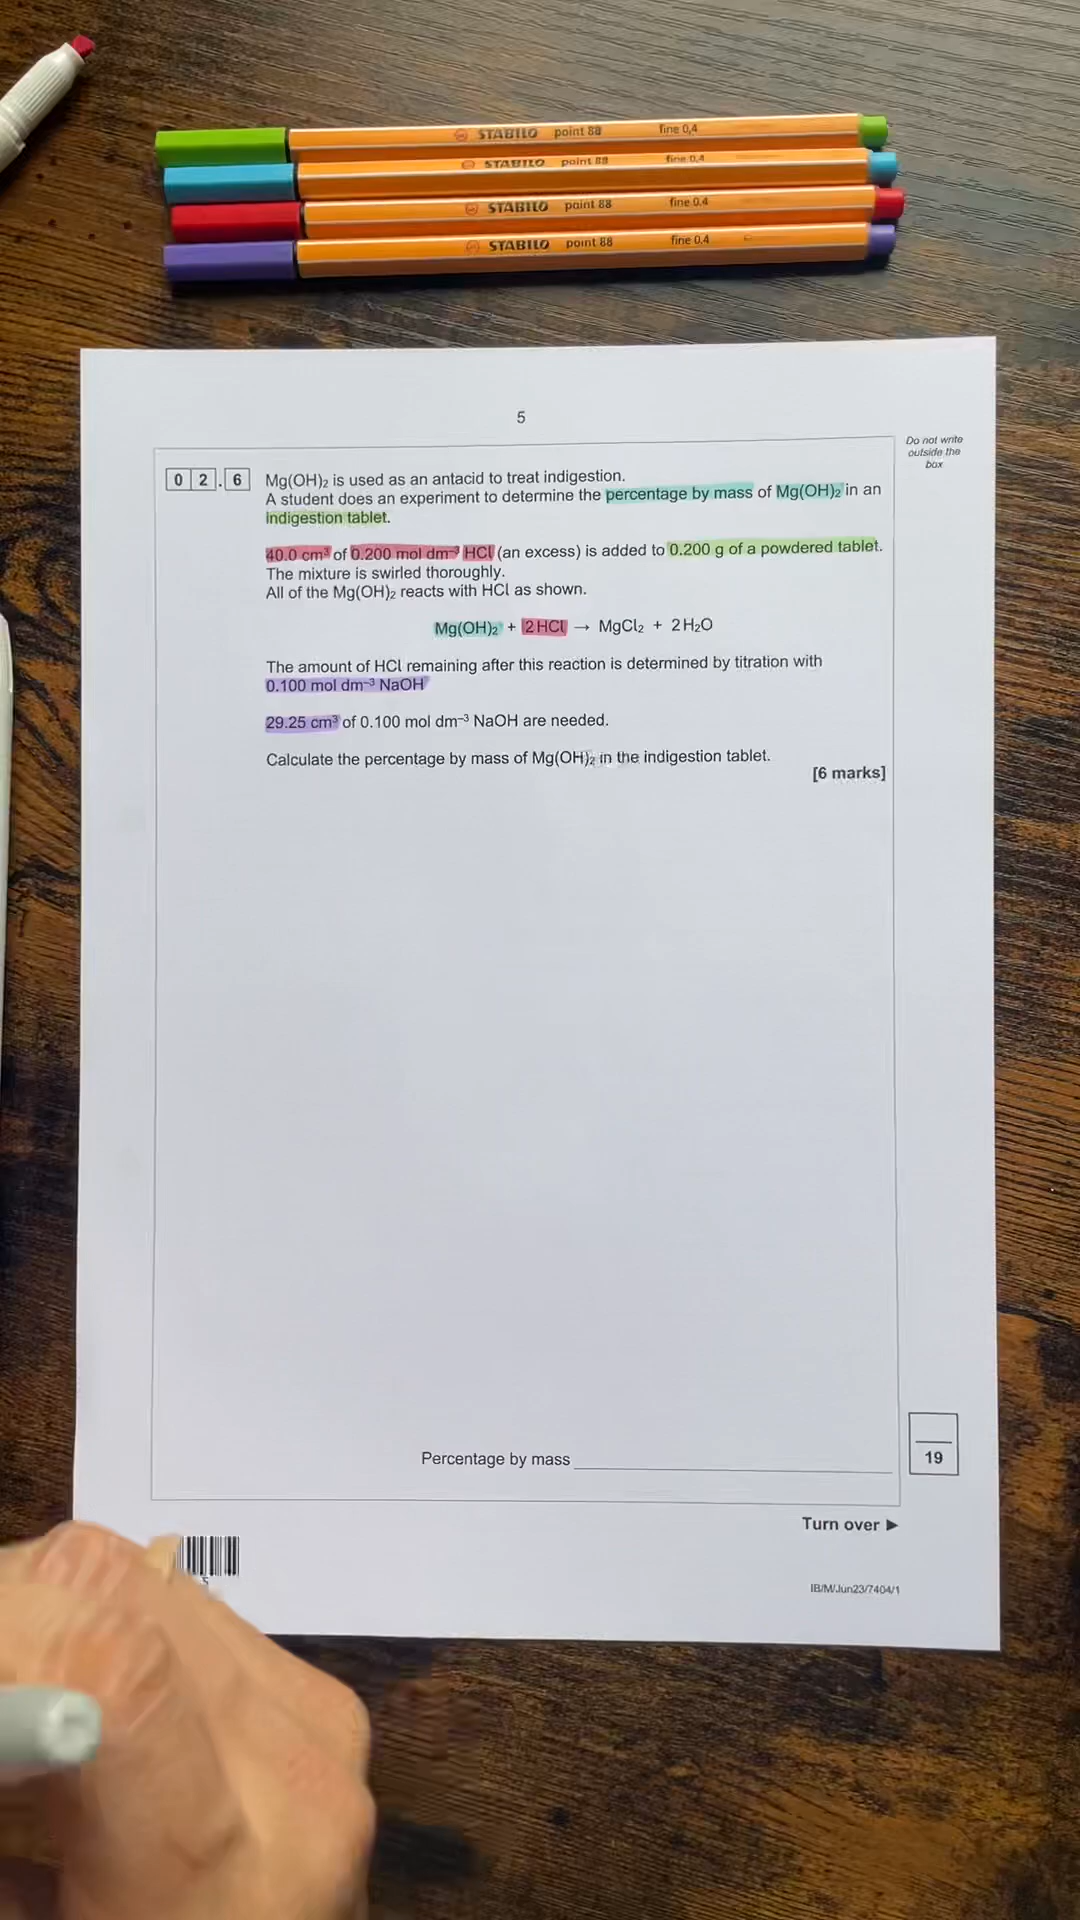 STABILO point 88 fine 0,4
STABILO point 88 fine 0,4
STABILO point 88 fine 0.4
STABILO point 88 fine 0.4
5
Do not write
outside the
box
0 2 . 6 Mg(OH)₂ is used as an antacid to treat indigestion.
A student does an experiment to determine the percentage by mass of Mg(OH)₂ in an
indigestion tablet.
40.0 cm³ of 0.200 mol dm⁻³ HCl (an excess) is added to 0.200 g of a powdered tablet.
The mixture is swirled thoroughly.
All of the Mg(OH)₂ reacts with HCl as shown.
Mg(OH)₂ + 2 HCl → MgCl₂ + 2 H₂O
The amount of HCl remaining after this reaction is determined by titration with
0.100 mol dm⁻³ NaOH
29.25 cm³ of 0.100 mol dm⁻³ NaOH are needed.
Calculate the percentage by mass of Mg(OH)₂ in the indigestion tablet.
[6 marks]
Percentage by mass
19
Turn over ►
IB/M/Jun23/7404/1